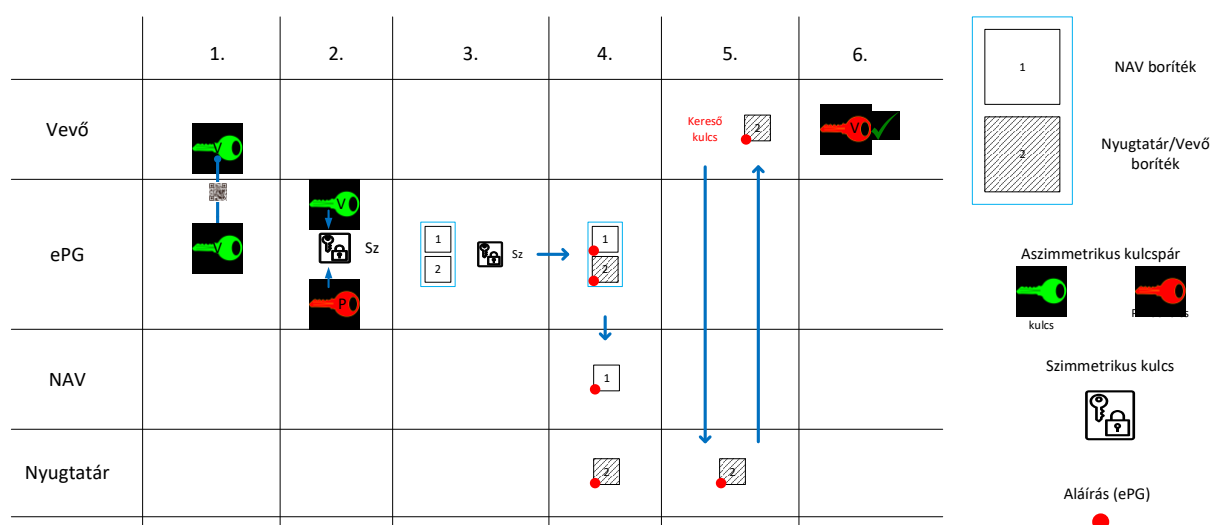 1. 2. 3. 4. 5. 6.
Vevő
V
Kereső
kulcs
2
V
ePG
V
V
Sz
P
1
2
Sz
1
2
NAV
1
Nyugtatár
2
2
1
NAV boríték
2
Nyugtatár/Vevő
boríték
Aszimmetrikus kulcspár
kulcs
Szimmetrikus kulcs
Aláírás (ePG)